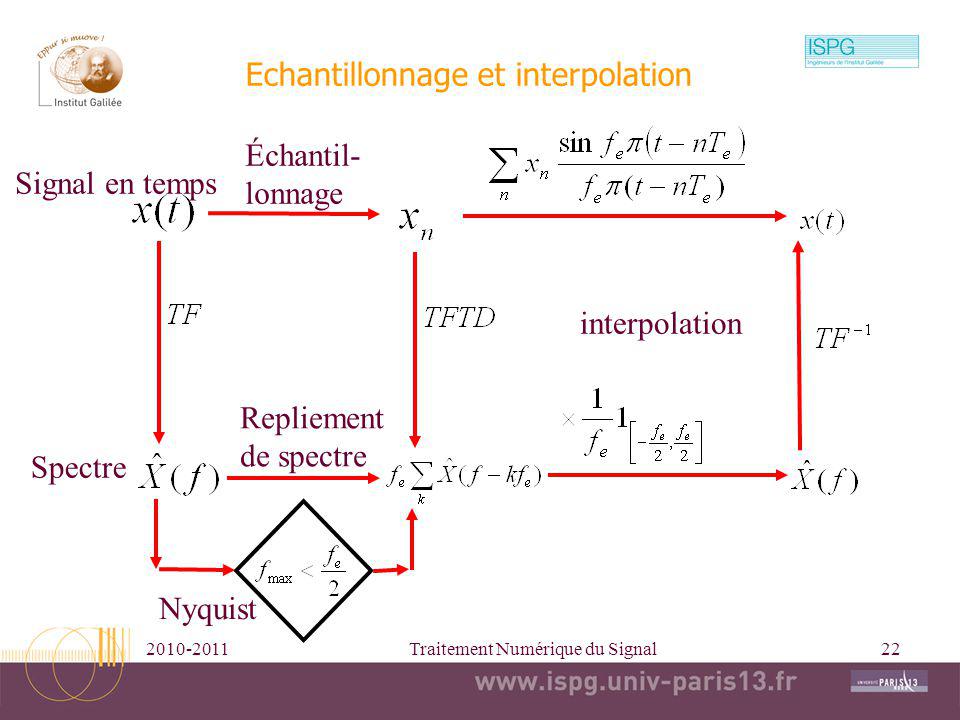 Eppur si muove !
Institut Galilée
Echantillonnage et interpolation
ISPG
Ingénieurs de l'Institut Galilée
Signal en temps
Échantil-
lonnage
x(t)
x_n
\sum_n x_n \frac{\sin f_e \pi (t - nT_e)}{f_e \pi (t - nT_e)}
x(t)
TF
TFTD
interpolation
TF^{-1}
Repliement
de spectre
\times \frac{1}{f_e} 1_{\left[-\frac{f_e}{2}, \frac{f_e}{2}\right]}
Spectre
\hat{X}(f)
f_e \sum_k \hat{X}(f - kf_e)
\hat{X}(f)
f_{max} < \frac{f_e}{2}
Nyquist
2010-2011
Traitement Numérique du Signal
22
www.ispg.univ-paris13.fr
UNIVERSITÉ PARIS 13